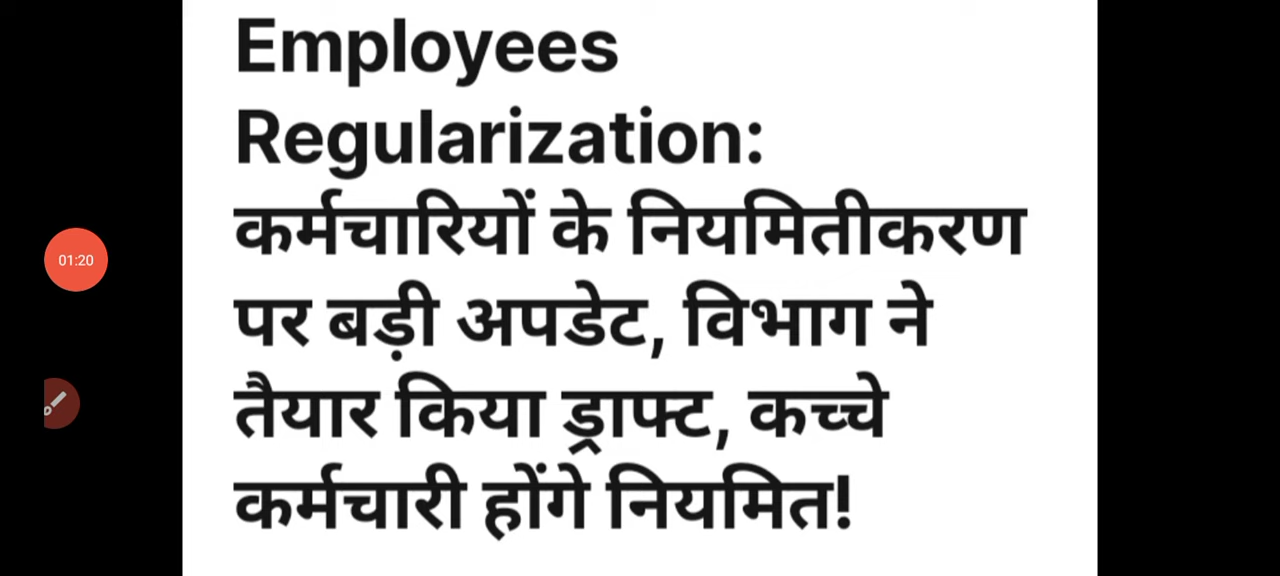 Employees
Regularization:
कर्मचारियों के नियमितीकरण
पर बड़ी अपडेट, विभाग ने
01:20
तैयार किया ड्राफ्ट, कच्चे
कर्मचारी होंगे नियमित!